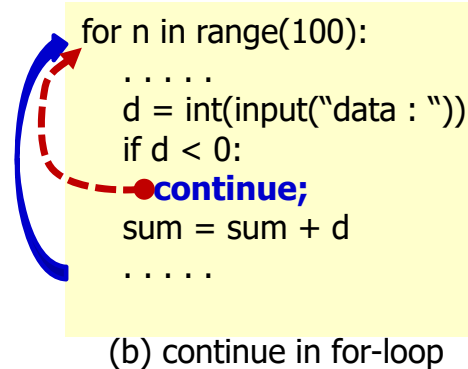 for n in range(100):
. . . . .
d = int(input(“data : “))
if d < 0:
continue;
sum = sum + d
. . . . .
(b) continue in for-loop